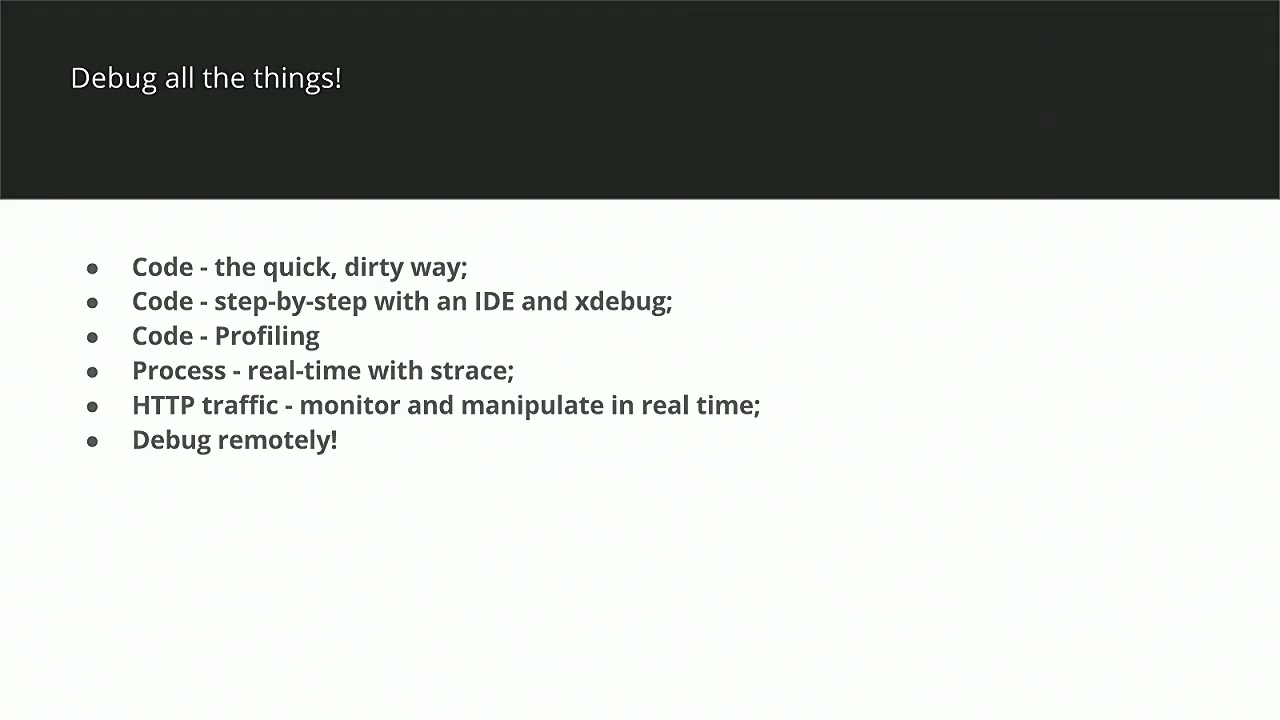 Debug all the things!
● Code - the quick, dirty way;
● Code - step-by-step with an IDE and xdebug;
● Code - Profiling
● Process - real-time with strace;
● HTTP traffic - monitor and manipulate in real time;
● Debug remotely!